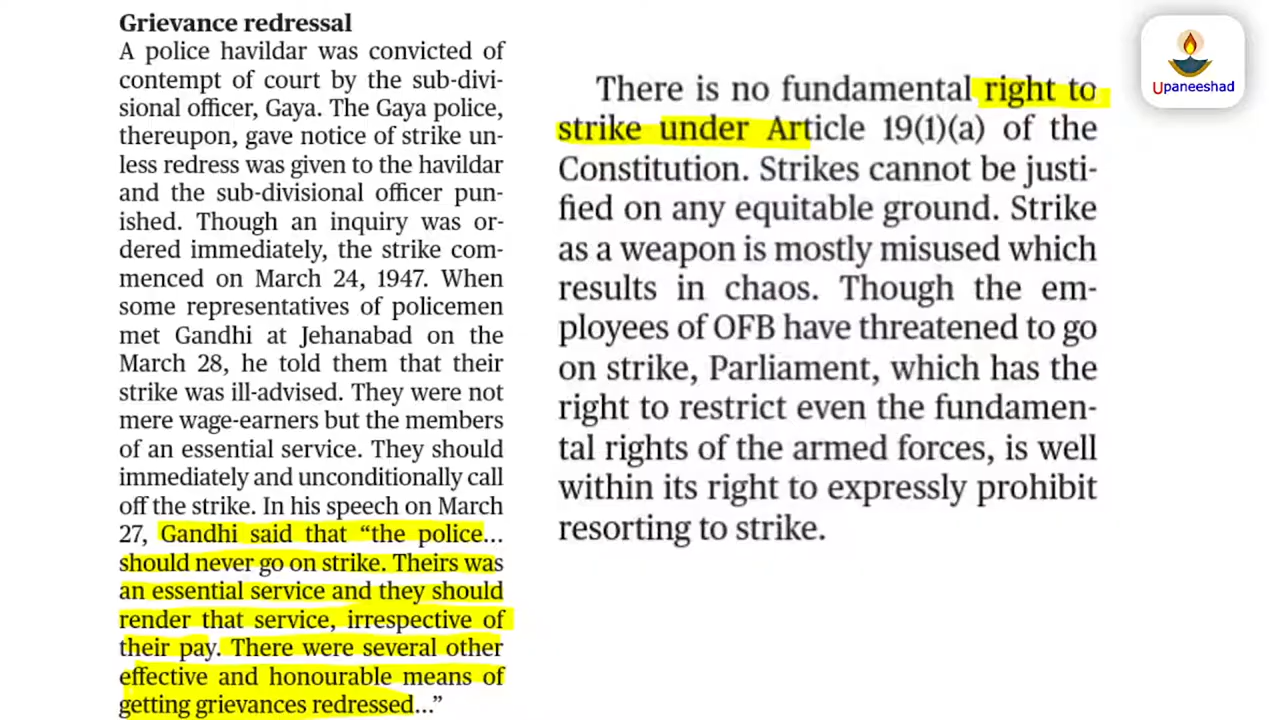 Grievance redressal
A police havildar was convicted of
contempt of court by the sub-divi-
sional officer, Gaya. The Gaya police,
thereupon, gave notice of strike un-
less redress was given to the havildar
and the sub-divisional officer pun-
ished. Though an inquiry was or-
dered immediately, the strike com-
menced on March 24, 1947. When
some representatives of policemen
met Gandhi at Jehanabad on the
March 28, he told them that their
strike was ill-advised. They were not
mere wage-earners but the members
of an essential service. They should
immediately and unconditionally call
off the strike. In his speech on March
27, Gandhi said that “the police...
should never go on strike. Theirs was
an essential service and they should
render that service, irrespective of
their pay. There were several other
effective and honourable means of
getting grievances redressed...”
There is no fundamental right to
strike under Article 19(1)(a) of the
Constitution. Strikes cannot be justi-
fied on any equitable ground. Strike
as a weapon is mostly misused which
results in chaos. Though the em-
ployees of OFB have threatened to go
on strike, Parliament, which has the
right to restrict even the fundamen-
tal rights of the armed forces, is well
within its right to expressly prohibit
resorting to strike.
Upaneeshad